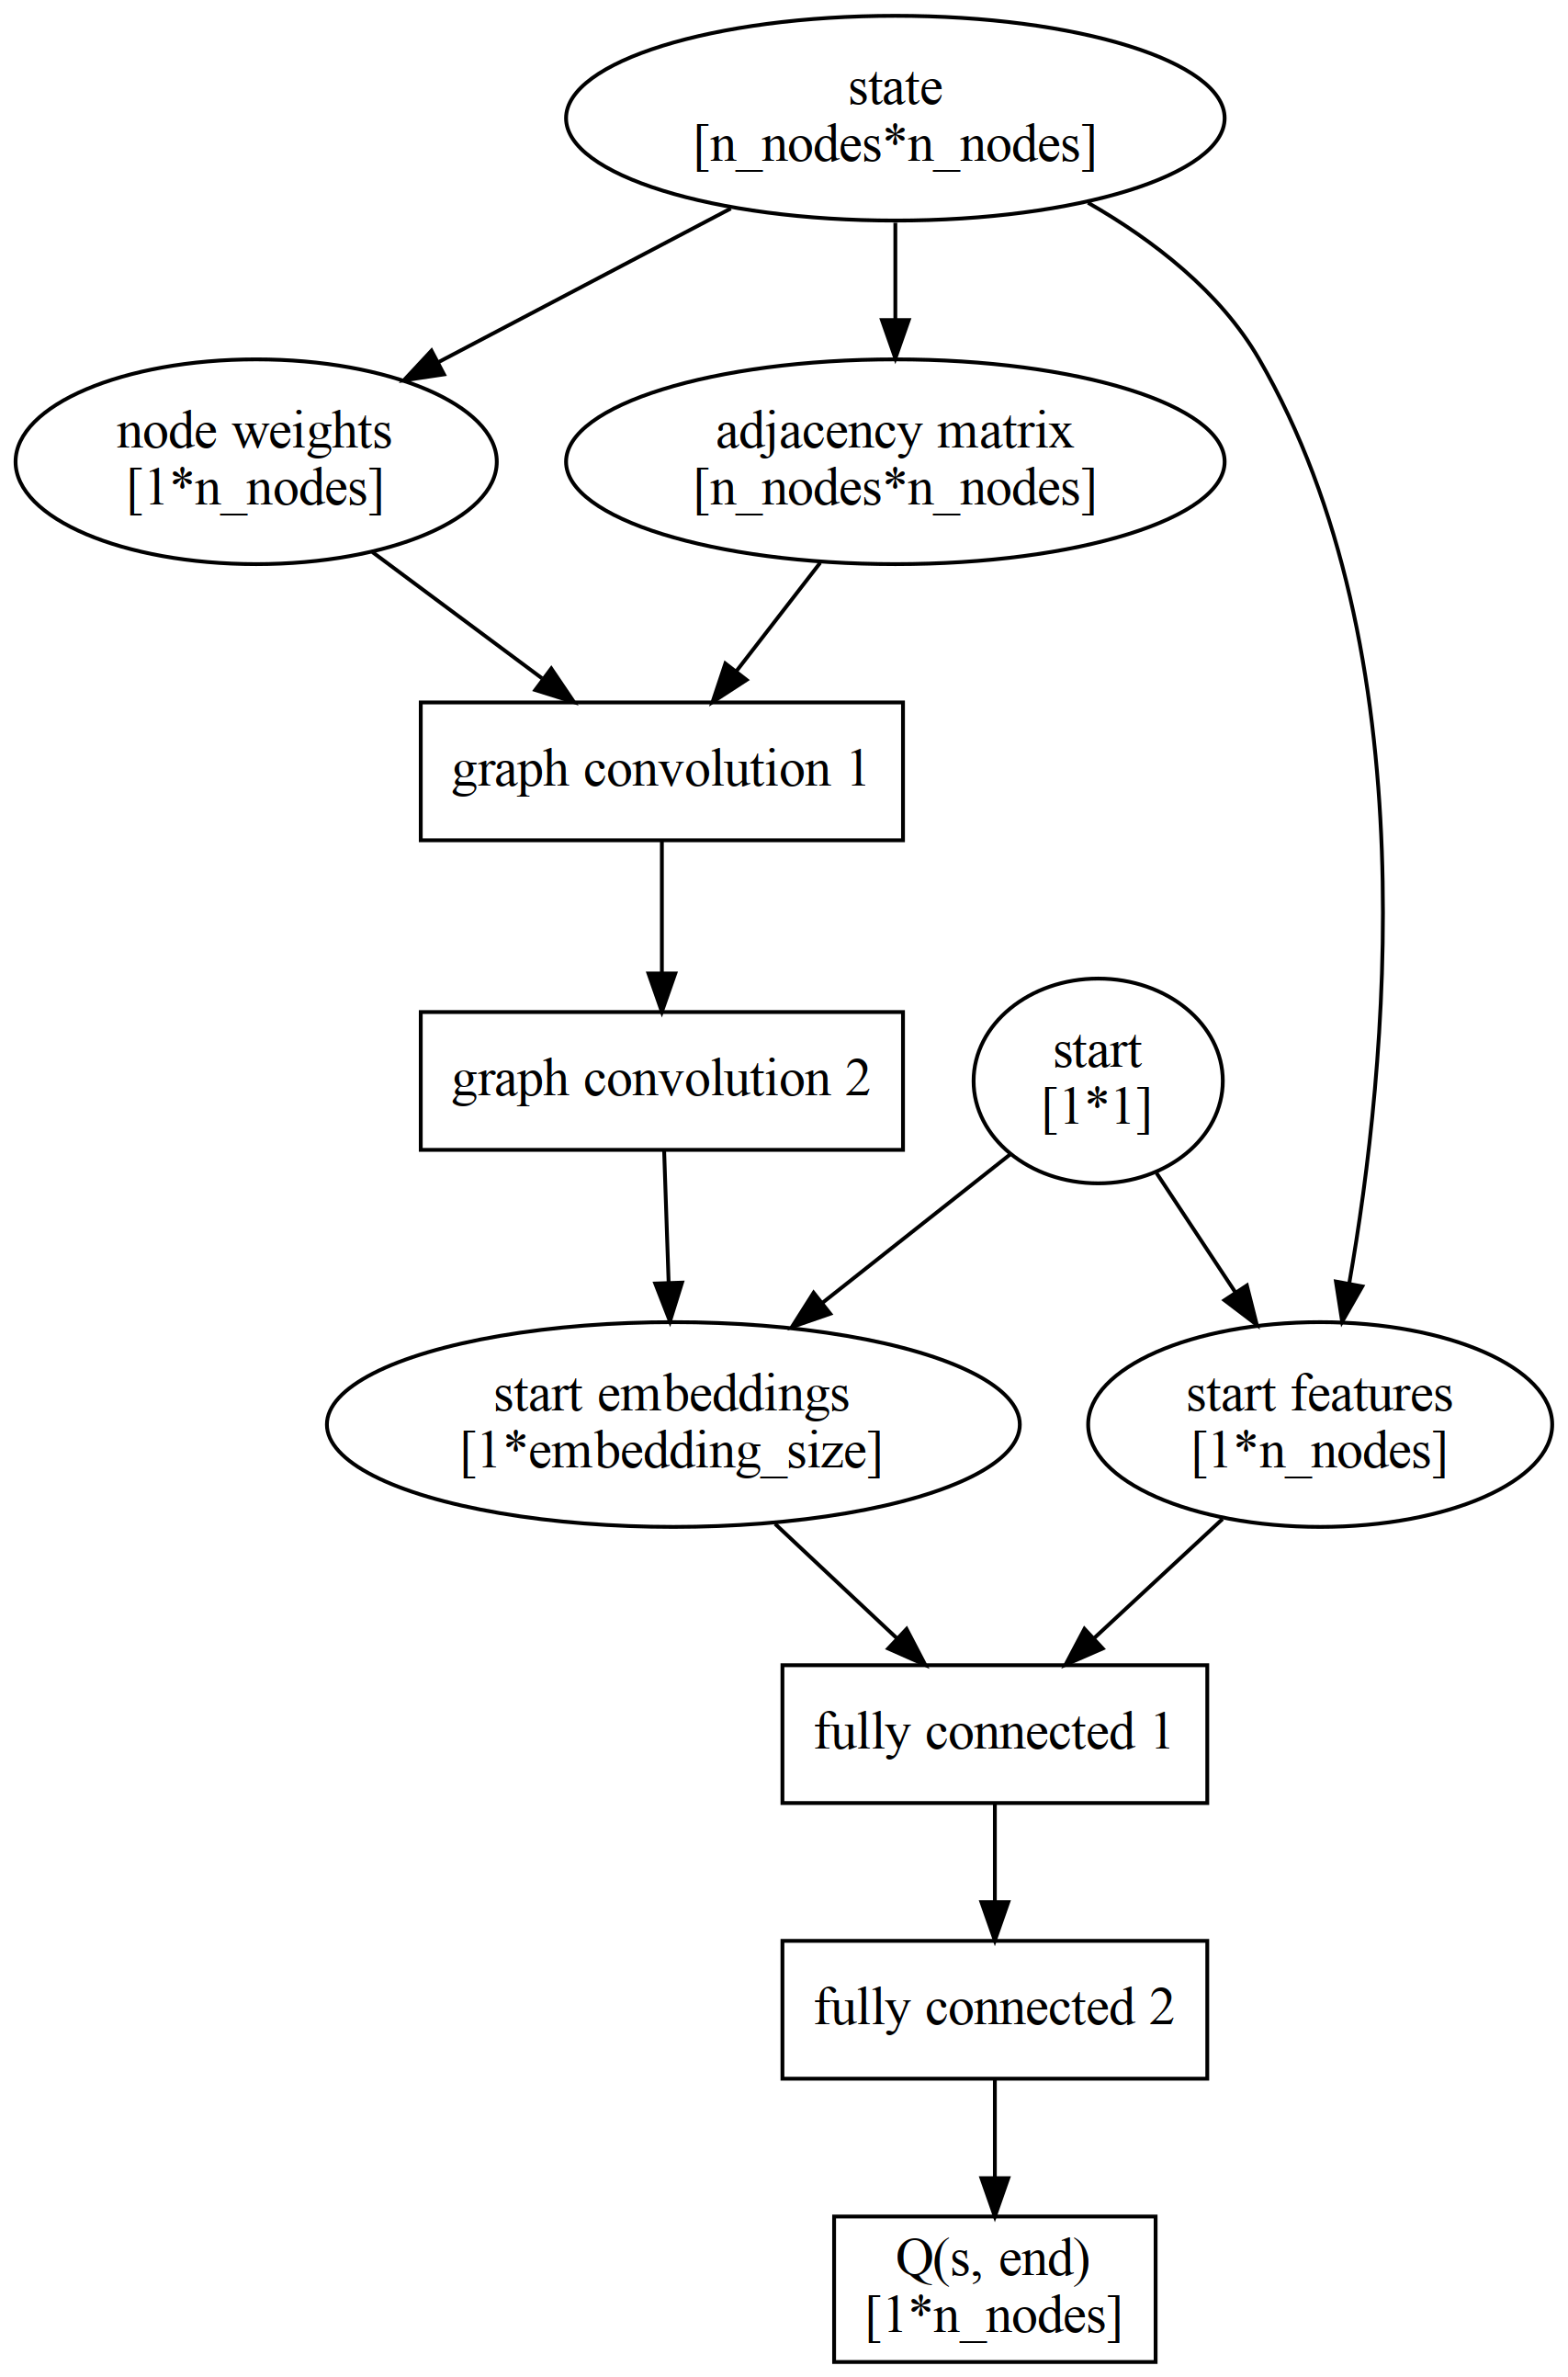 state
[n_nodes*n_nodes]
node weights
[1*n_nodes]
adjacency matrix
[n_nodes*n_nodes]
graph convolution 1
graph convolution 2
start
[1*1]
start embeddings
[1*embedding_size]
start features
[1*n_nodes]
fully connected 1
fully connected 2
Q(s, end)
[1*n_nodes]